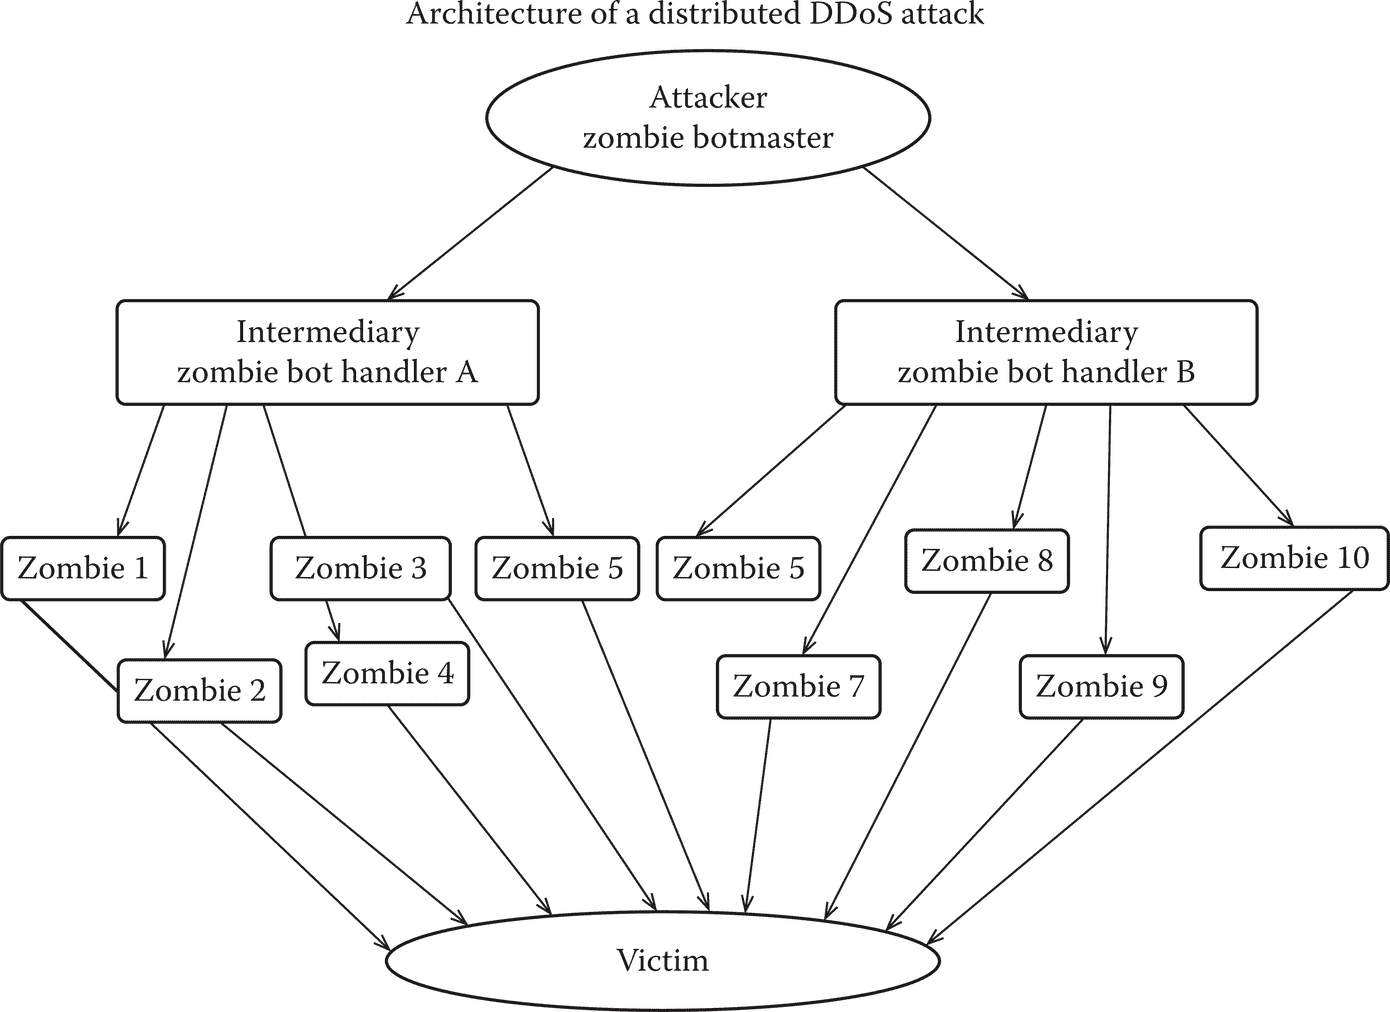 Architecture of a distributed DDoS attack
Attacker
zombie botmaster
Intermediary
zombie bot handler A
Intermediary
zombie bot handler B
Zombie 1
Zombie 3
Zombie 5
Zombie 5
Zombie 8
Zombie 10
Zombie 2
Zombie 4
Zombie 7
Zombie 9
Victim